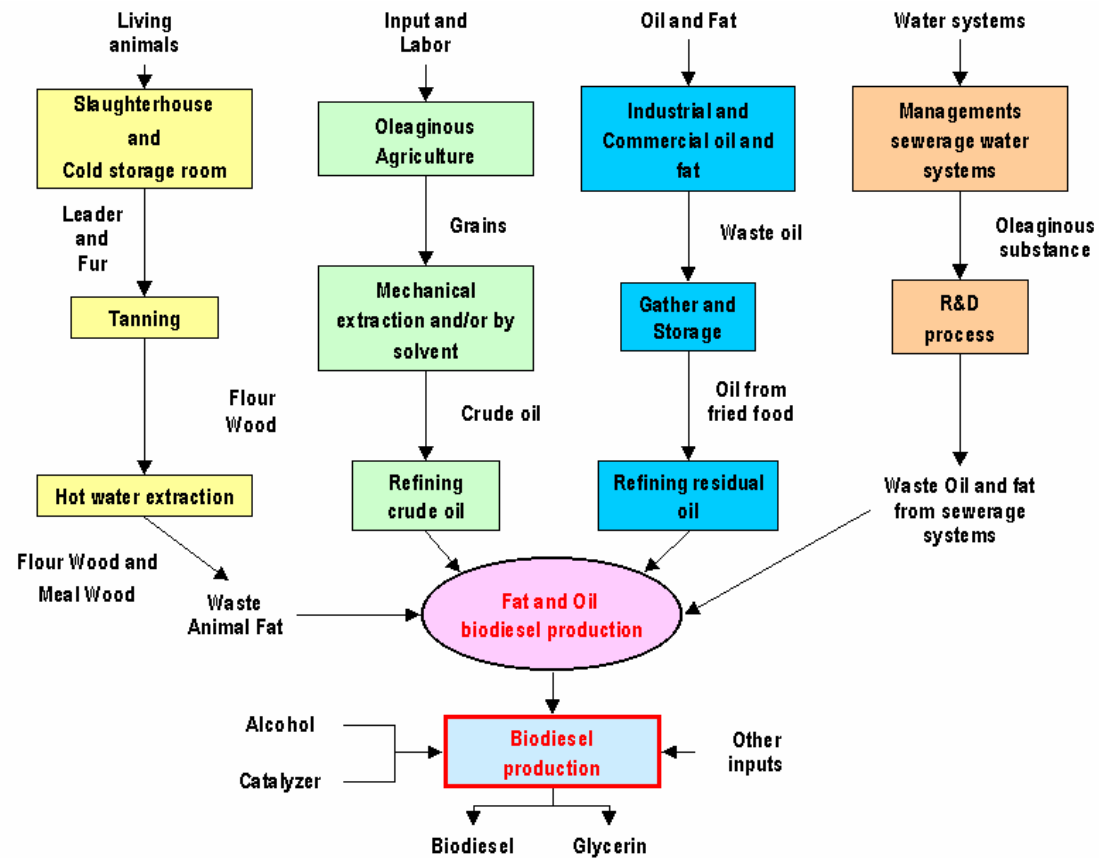 Living
animals
Input and
Labor
Oil and Fat
Water systems
Slaughterhouse
and
Cold storage room
Oleaginous
Agriculture
Industrial and
Commercial oil and
fat
Managements
sewerage water
systems
Leader
and
Fur
Grains
Waste oil
Oleaginous
substance
Tanning
Mechanical
extraction and/or by
solvent
Gather and
Storage
R&D
process
Flour
Wood
Crude oil
Oil from
fried food
Hot water extraction
Refining
crude oil
Refining residual
oil
Waste Oil and fat
from sewerage
systems
Flour Wood and
Meal Wood
Waste
Animal Fat
Fat and Oil
biodiesel production
Alcohol
Catalyzer
Biodiesel
production
Other
inputs
Biodiesel
Glycerin